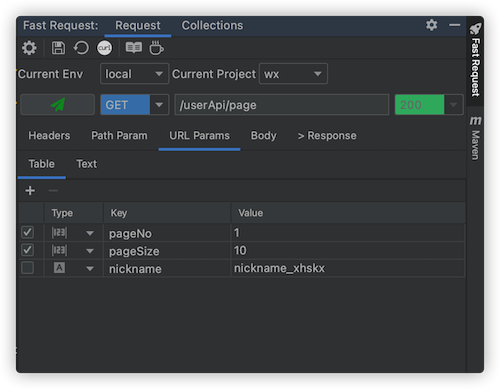 Fast Request: Request Collections
curl
Current Env local Current Project wx
GET /userApi/page 200
Headers Path Param URL Params Body > Response
Table Text
Type Key Value
123 pageNo 1
123 pageSize 10
A nickname nickname_xhskx
Fast Request
m Maven